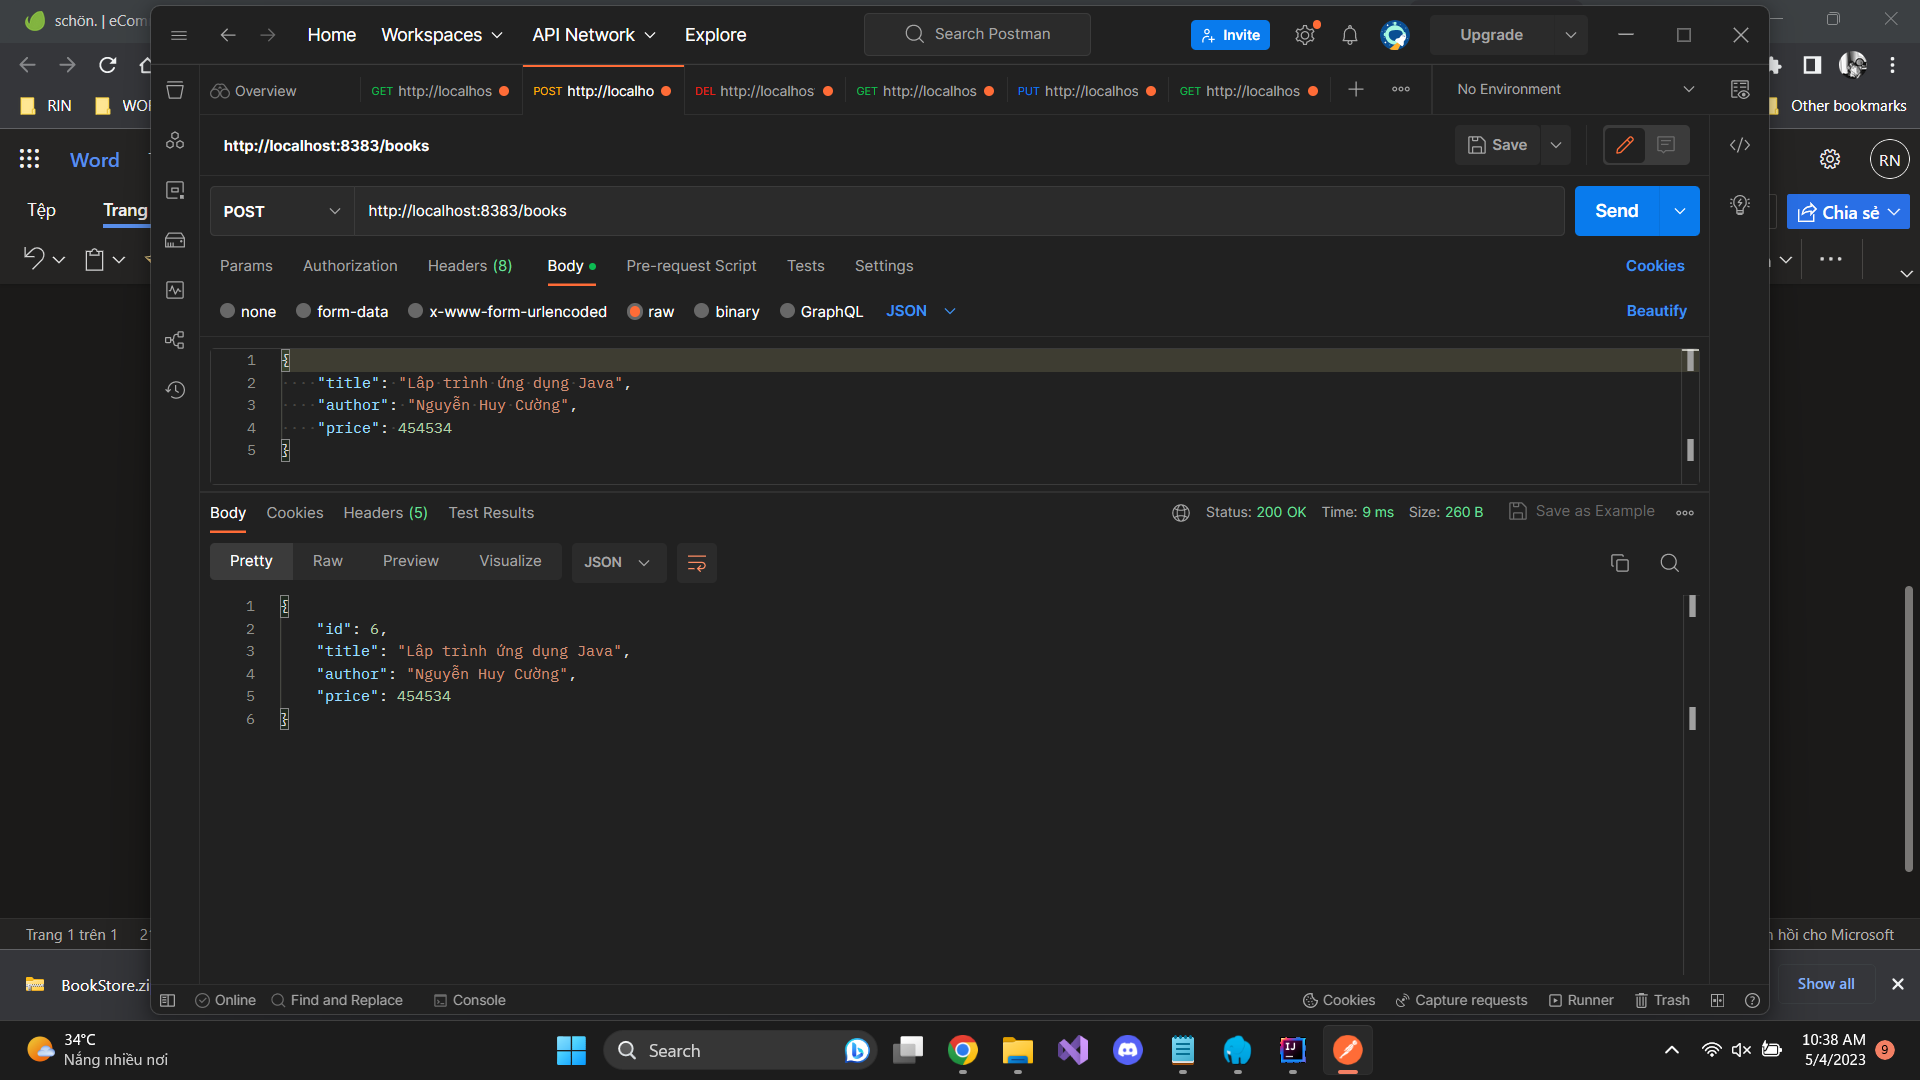 schön. | eCom
Home
Workspaces
API Network
Explore
Search Postman
Invite
Upgrade
RIN
Other bookmarks
Overview
GET http://localhos
POST http://localho
DEL http://localhos
GET http://localhos
PUT http://localhos
GET http://localhos
No Environment
http://localhost:8383/books
Save
Word
RN
POST
http://localhost:8383/books
Send
Tệp
Trang
Chia sẻ
Params
Authorization
Headers (8)
Body
Pre-request Script
Tests
Settings
Cookies
none
form-data
x-www-form-urlencoded
raw
binary
GraphQL
JSON
Beautify
1 {
2 "title": "Lâp trình ứng dụng Java",
3 "author": "Nguyễn Huy Cường",
4 "price": 454534
5 }
Body
Cookies
Headers (5)
Test Results
Status: 200 OK
Time: 9 ms
Size: 260 B
Save as Example
Pretty
Raw
Preview
Visualize
JSON
1 {
2 "id": 6,
3 "title": "Lâp trình ứng dụng Java",
4 "author": "Nguyễn Huy Cường",
5 "price": 454534
6 }
Trang 1 trên 1
hồi cho Microsoft
BookStore.zi
Show all
Online
Find and Replace
Console
Cookies
Capture requests
Runner
Trash
34°C
Nắng nhiều nơi
Search
10:38 AM
5/4/2023
9